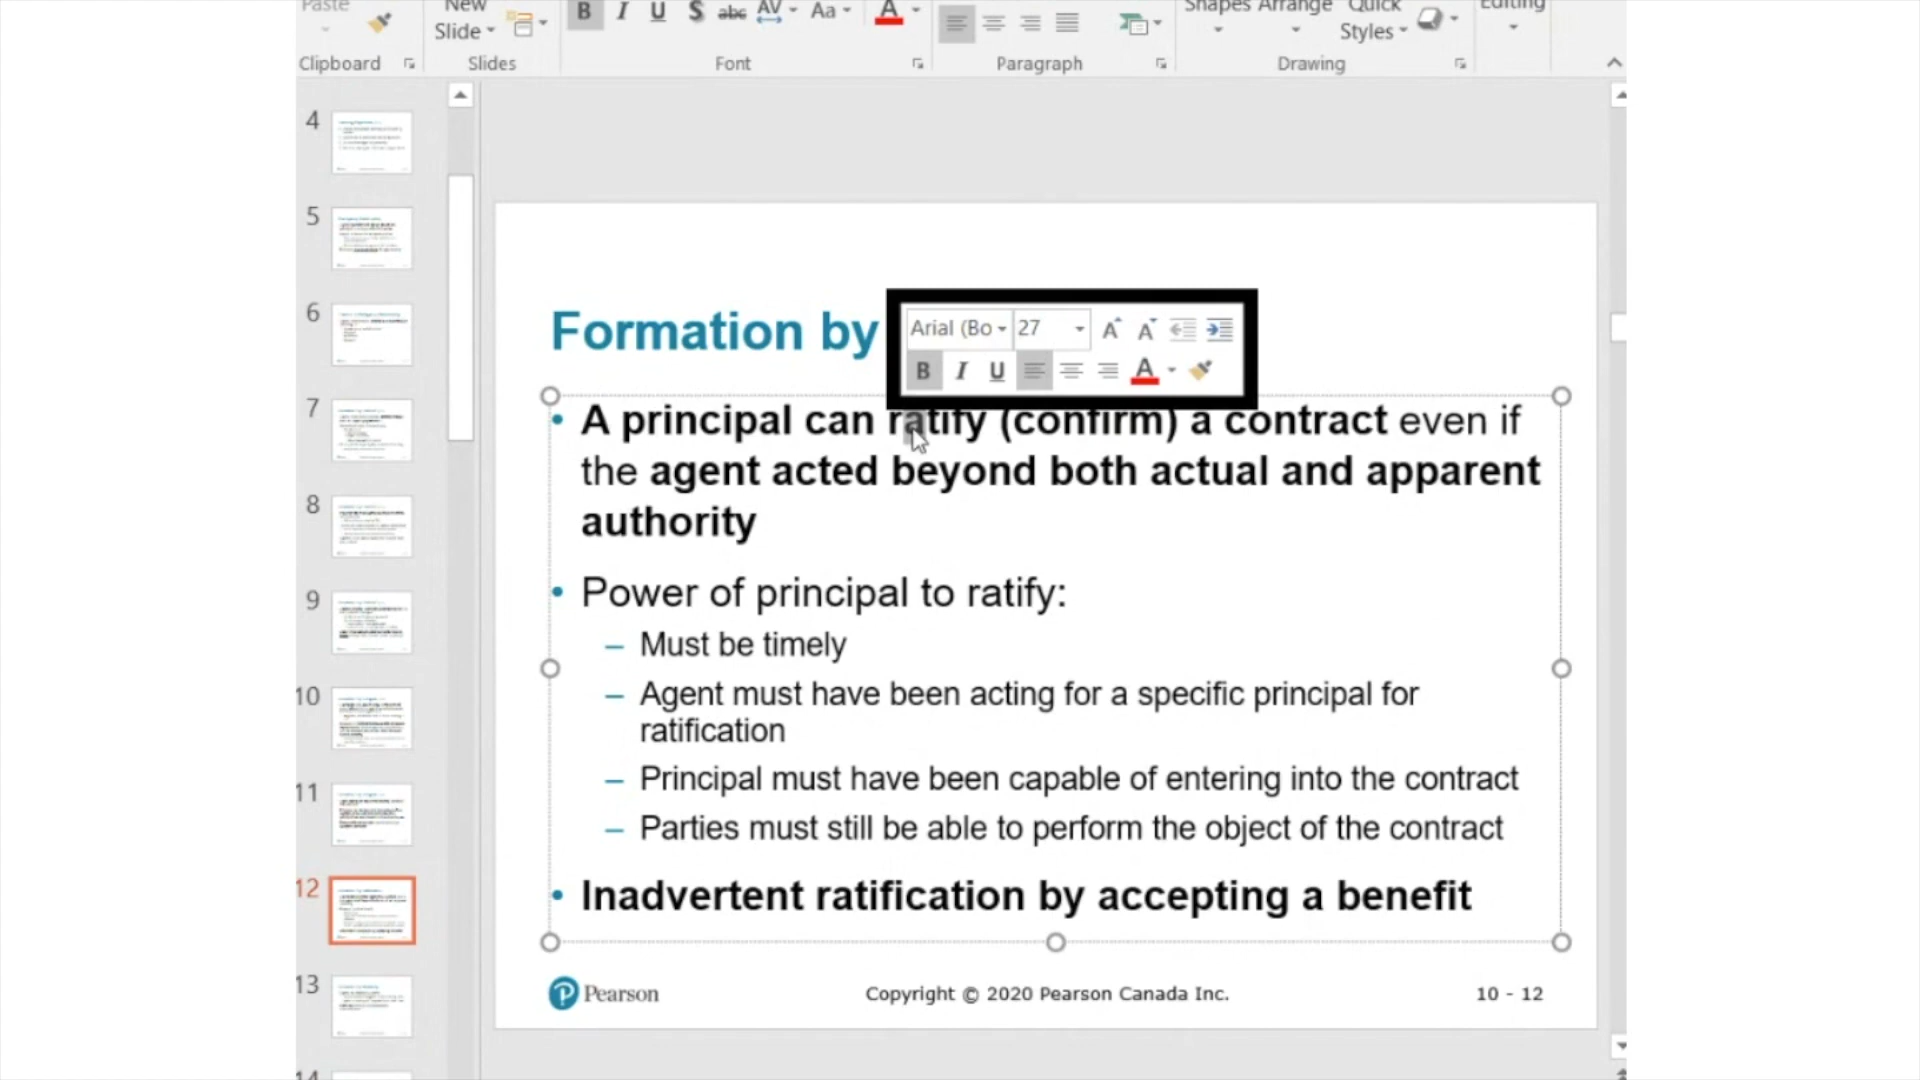 Paste
New
Slide
B I U S abc AV Aa A
Shapes Arrange Quick
Styles
Editing
Clipboard Slides Font Paragraph Drawing
4
5
6
7
8
9
10
11
12
13
14
Formation by
Arial (Bo 27 A A
B I U A
• A principal can ratify (confirm) a contract even if
the agent acted beyond both actual and apparent
authority
• Power of principal to ratify:
– Must be timely
– Agent must have been acting for a specific principal for
ratification
– Principal must have been capable of entering into the contract
– Parties must still be able to perform the object of the contract
• Inadvertent ratification by accepting a benefit
P Pearson
Copyright © 2020 Pearson Canada Inc.
10 - 12